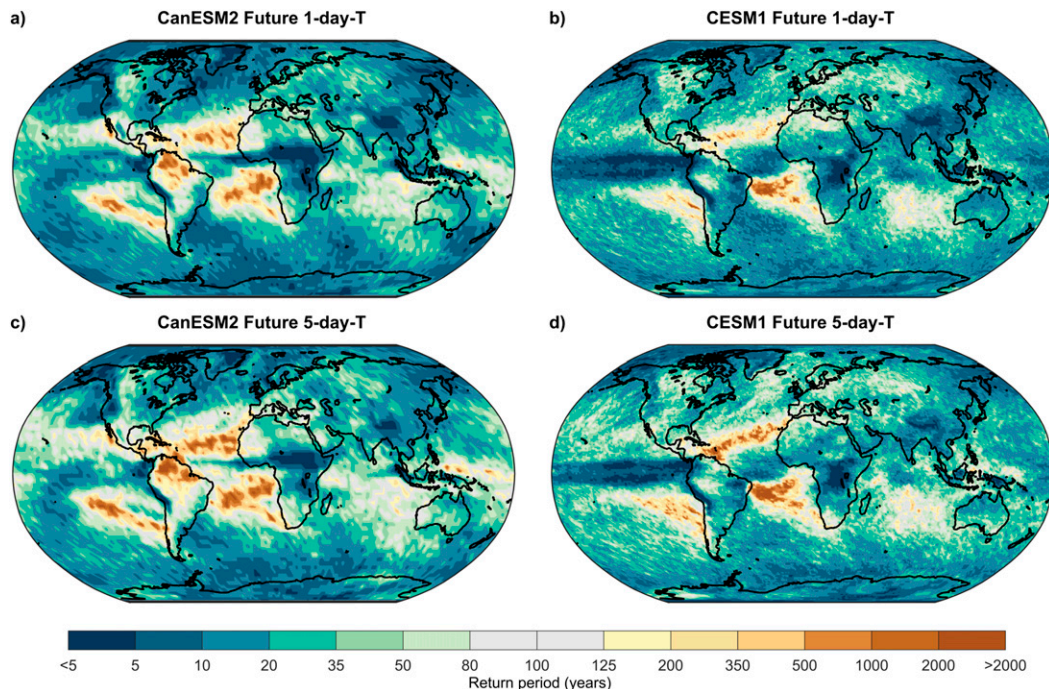 a) CanESM2 Future 1-day-T
b) CESM1 Future 1-day-T
c) CanESM2 Future 5-day-T
d) CESM1 Future 5-day-T
<5 5 10 20 35 50 80 100 125 200 350 500 1000 2000 >2000
Return period (years)